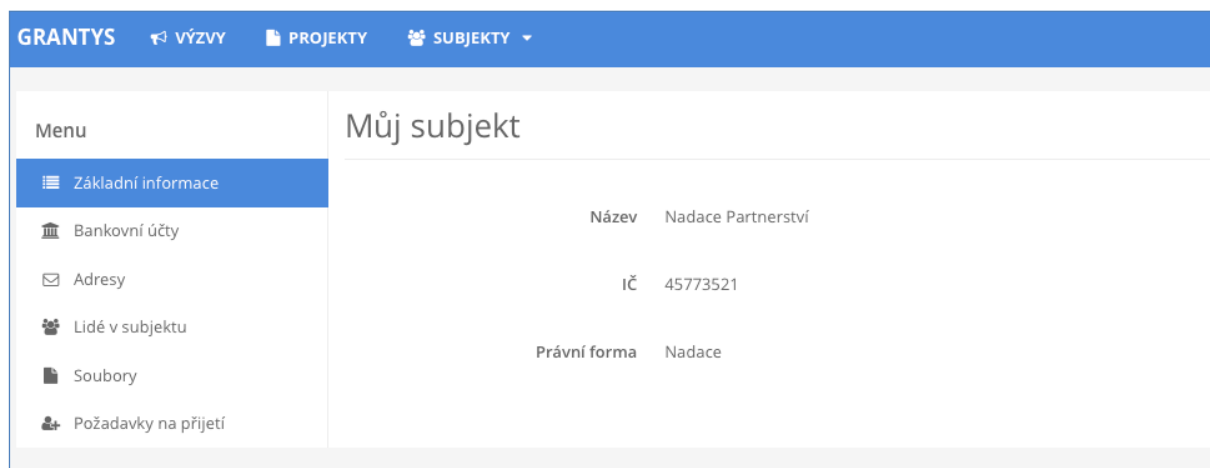 GRANTYS VÝZVY PROJEKTY SUBJEKTY
Menu
Základní informace
Bankovní účty
Adresy
Lidé v subjektu
Soubory
Požadavky na přijetí
Můj subjekt
Název Nadace Partnerství
IČ 45773521
Právní forma Nadace